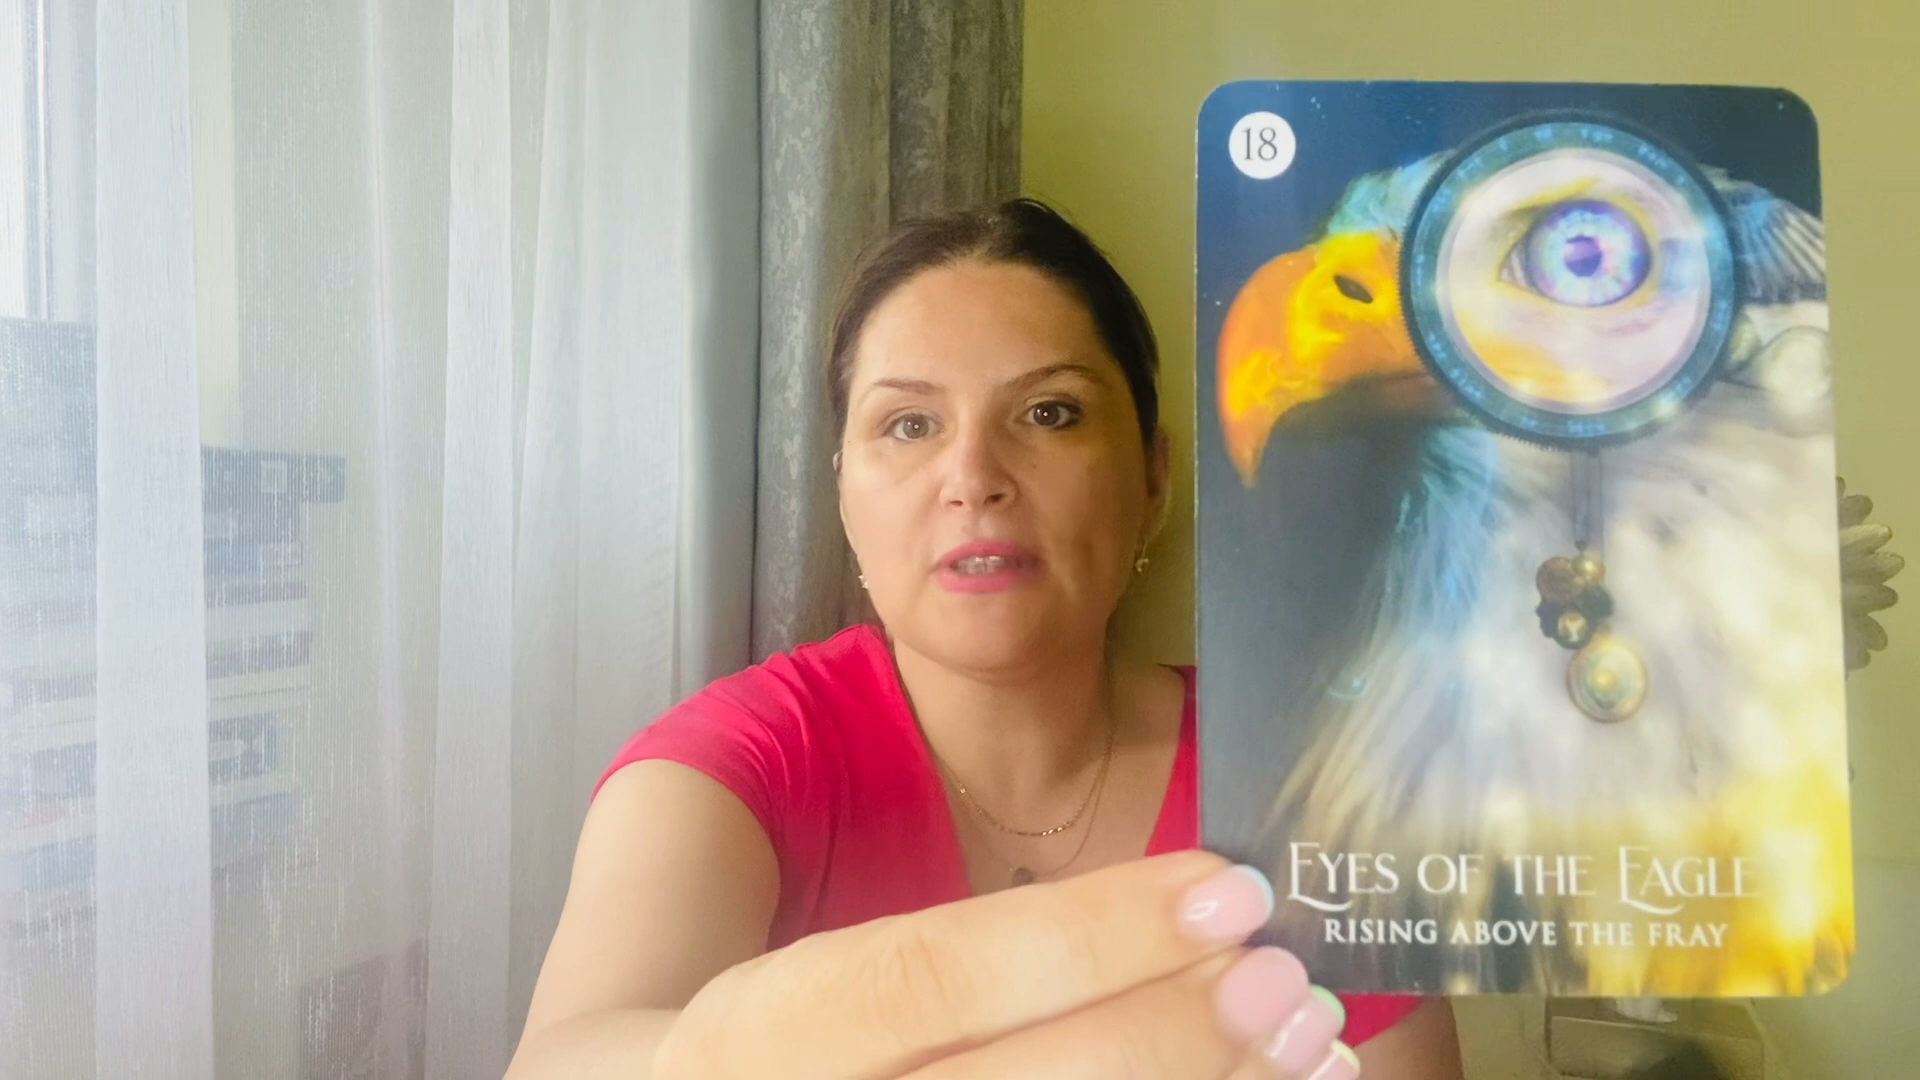 18
EYES OF THE EAGLE
RISING ABOVE THE FRAY